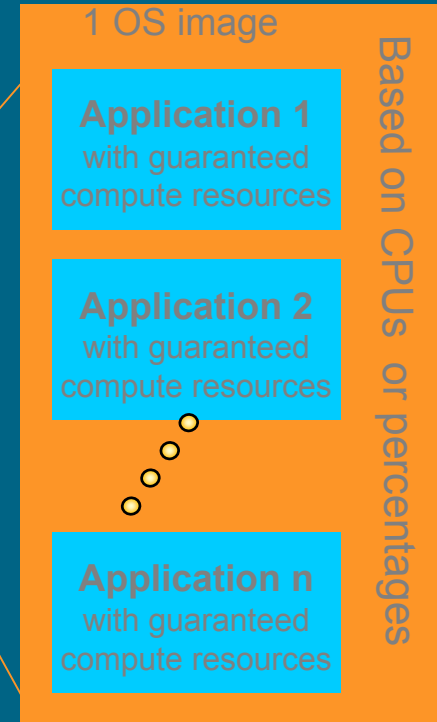 1 OS image
Application 1
with guaranteed
compute resources
Application 2
with guaranteed
compute resources
Application n
with guaranteed
compute resources
Based on CPUs or percentages